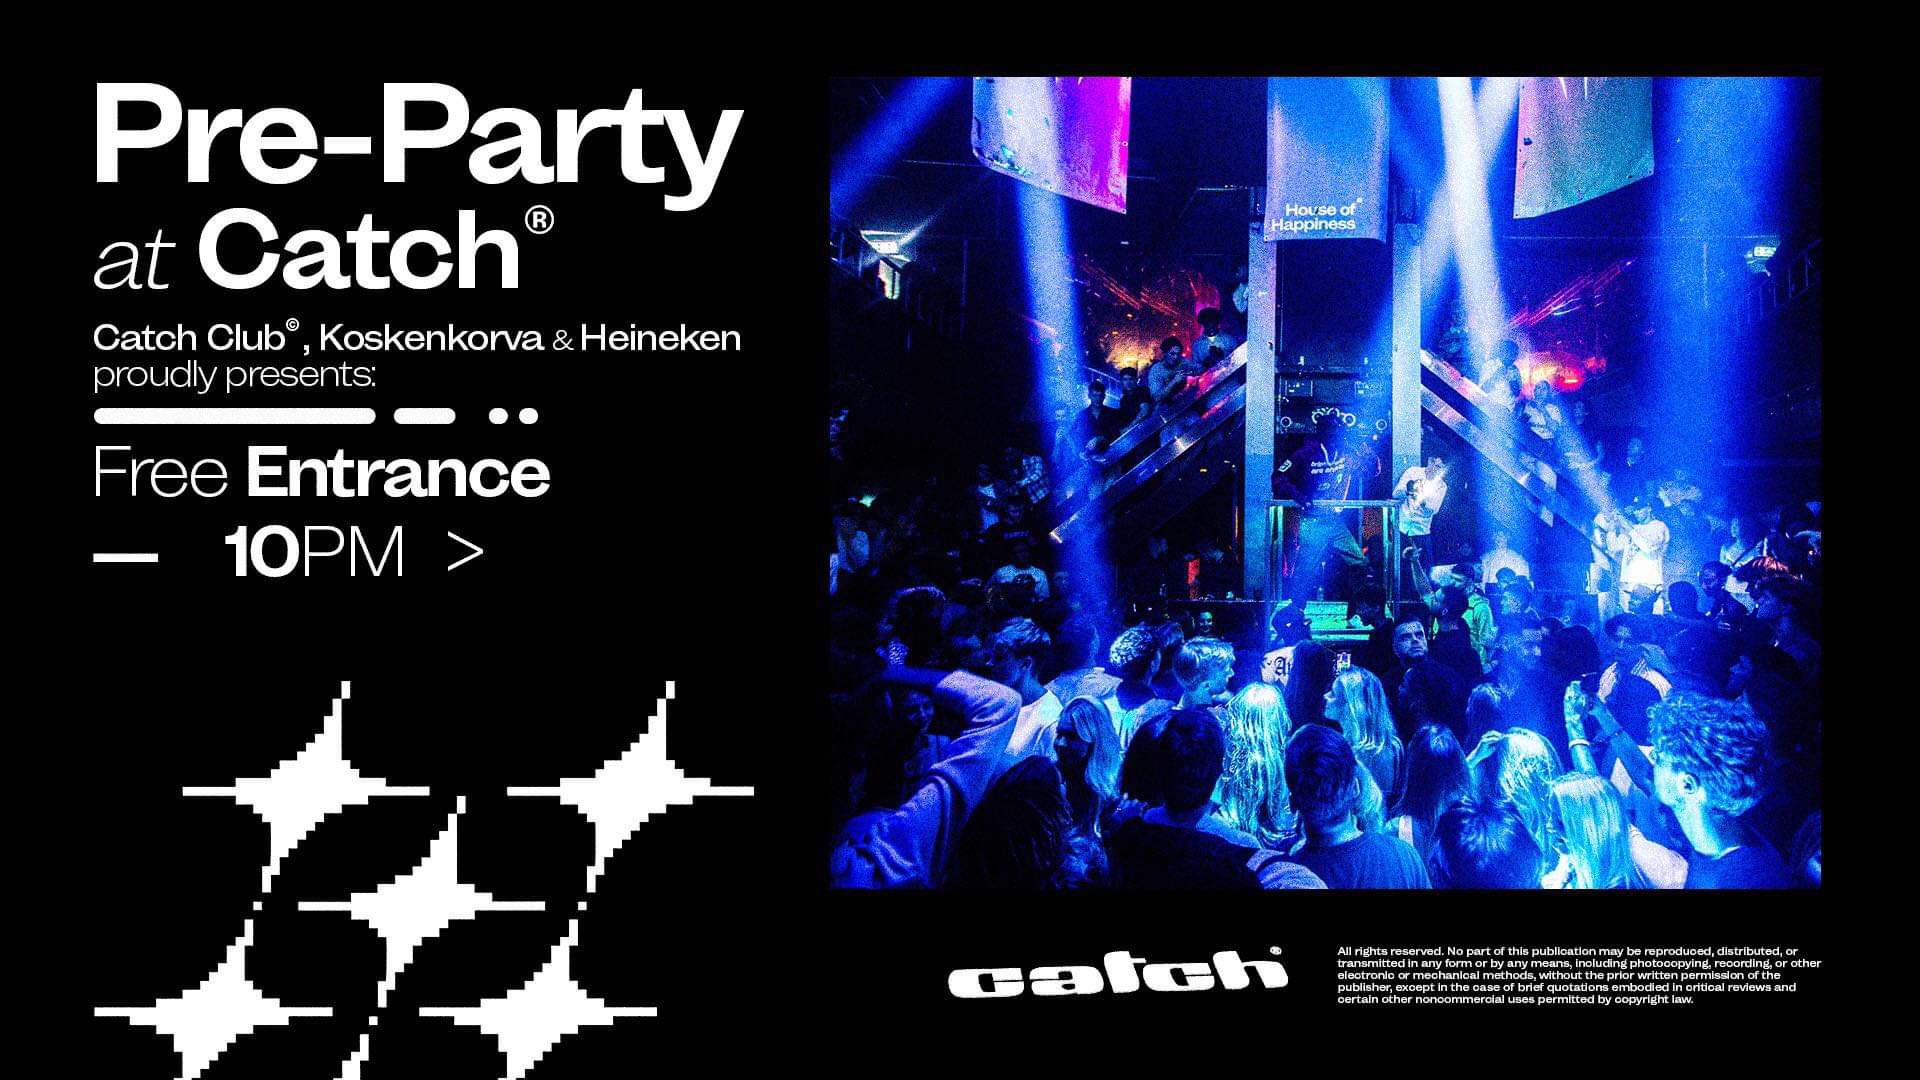 Pre-Party
at Catch®
Catch Club©, Koskenkorva & Heineken
proudly presents:
Free Entrance
— 10PM >
House of°
Happiness
catch®
All rights reserved. No part of this publication may be reproduced, distributed, or
transmitted in any form or by any means, including photocopying, recording, or other
electronic or mechanical methods, without the prior written permission of the
publisher, except in the case of brief quotations embodied in critical reviews and
certain other noncommercial uses permitted by copyright law.